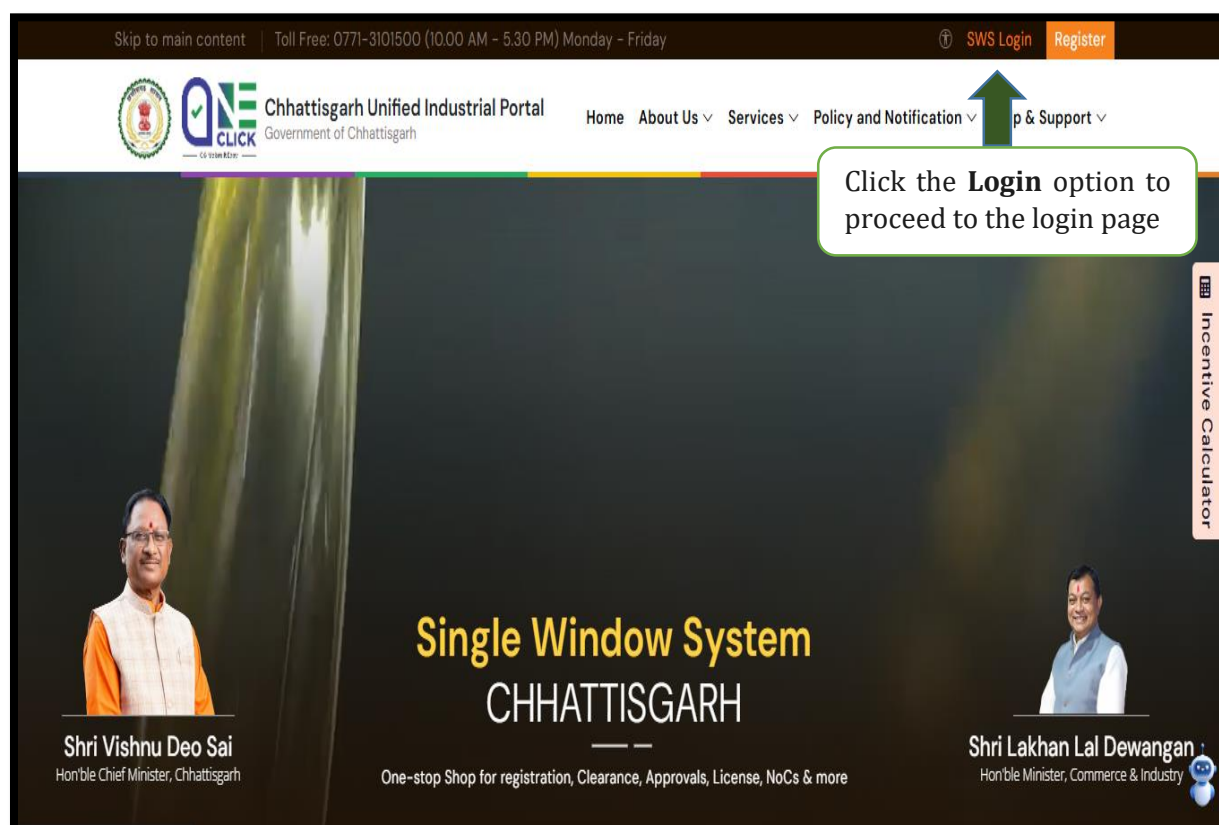 Skip to main content
Toll Free: 0771-3101500 (10.00 AM - 5.30 PM) Monday - Friday
SWS Login
Register
ONE
CLICK
Chhattisgarh Unified Industrial Portal
Government of Chhattisgarh
Home About Us Services Policy and Notification p & Support
Click the Login option to
proceed to the login page
Incentive Calculator
Single Window System
CHHATTISGARH
One-stop Shop for registration, Clearance, Approvals, License, NoCs & more
Shri Vishnu Deo Sai
Hon'ble Chief Minister, Chhattisgarh
Shri Lakhan Lal Dewangan
Hon'ble Minister, Commerce & Industry